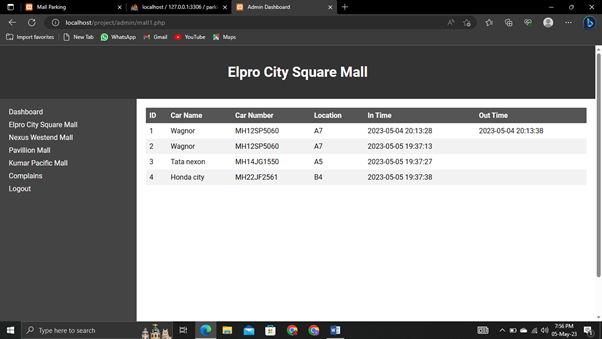 Mall Parking
localhost / 127.0.0.1:3306 / park
Admin Dashboard
localhost/project/admin/mall1.php
Import favorites
New Tab
WhatsApp
Gmail
YouTube
Maps
Elpro City Square Mall
Dashboard
Elpro City Square Mall
Nexus Westend Mall
Pavillion Mall
Kumar Pacific Mall
Complains
Logout
ID Car Name Car Number Location In Time Out Time
1 Wagnor MH12SP5060 A7 2023-05-04 20:13:28 2023-05-04 20:13:38
2 Wagnor MH12SP5060 A7 2023-05-05 19:37:13
3 Tata nexon MH14JG1550 A5 2023-05-05 19:37:27
4 Honda city MH22JF2561 B4 2023-05-05 19:37:38
Type here to search
7:56 PM
05-May-23